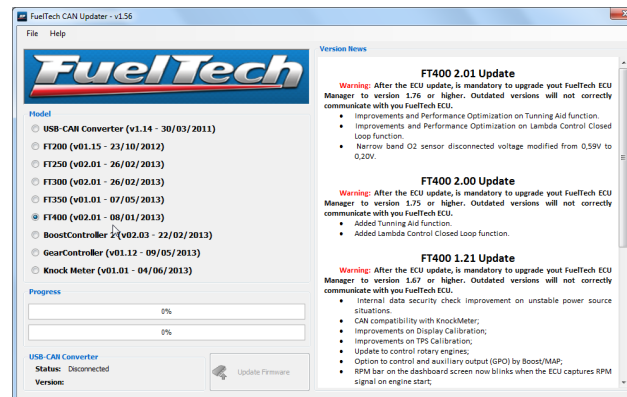 FuelTech CAN Updater - v1.56
File Help
FuelTech
Model
USB-CAN Converter (v1.14 - 30/03/2011)
FT200 (v01.15 - 23/10/2012)
FT250 (v02.01 - 26/02/2013)
FT300 (v02.01 - 26/02/2013)
FT350 (v01.01 - 07/05/2013)
FT400 (v02.01 - 08/01/2013)
BoostController 2 (v02.03 - 22/02/2013)
GearController (v01.12 - 09/05/2013)
Knock Meter (v01.01 - 04/06/2013)
Progress
0%
0%
USB-CAN Converter
Status: Disconnected
Version:
Update Firmware
Version News
FT400 2.01 Update
Warning: After the ECU update, is mandatory to upgrade yout FuelTech ECU
Manager to version 1.76 or higher. Outdated versions will not correctly
communicate with you FuelTech ECU.
• Improvements and Performance Optimization on Tunning Aid function.
• Improvements and Performance Optimization on Lambda Control Closed
Loop function.
• Narrow band O2 sensor disconnected voltage modified from 0,59V to
0,20V.
FT400 2.00 Update
Warning: After the ECU update, is mandatory to upgrade yout FuelTech ECU
Manager to version 1.75 or higher. Outdated versions will not correctly
communicate with you FuelTech ECU.
• Added Tunning Aid function.
• Added Lambda Control Closed Loop function.
FT400 1.21 Update
Warning: After the ECU update, is mandatory to upgrade yout FuelTech ECU
Manager to version 1.67 or higher. Outdated versions will not correctly
communicate with you FuelTech ECU.
• Internal data security check improvement on unstable power source
situations.
• CAN compatibility with KnockMeter;
• Improvements on Display Calibration;
• Improvements on TPS Calibration;
• Update to control rotary engines;
• Option to control and auxiliary output (GPO) by Boost/MAP;
• RPM bar on the dashboard screen now blinks when the ECU captures RPM
signal on engine start;